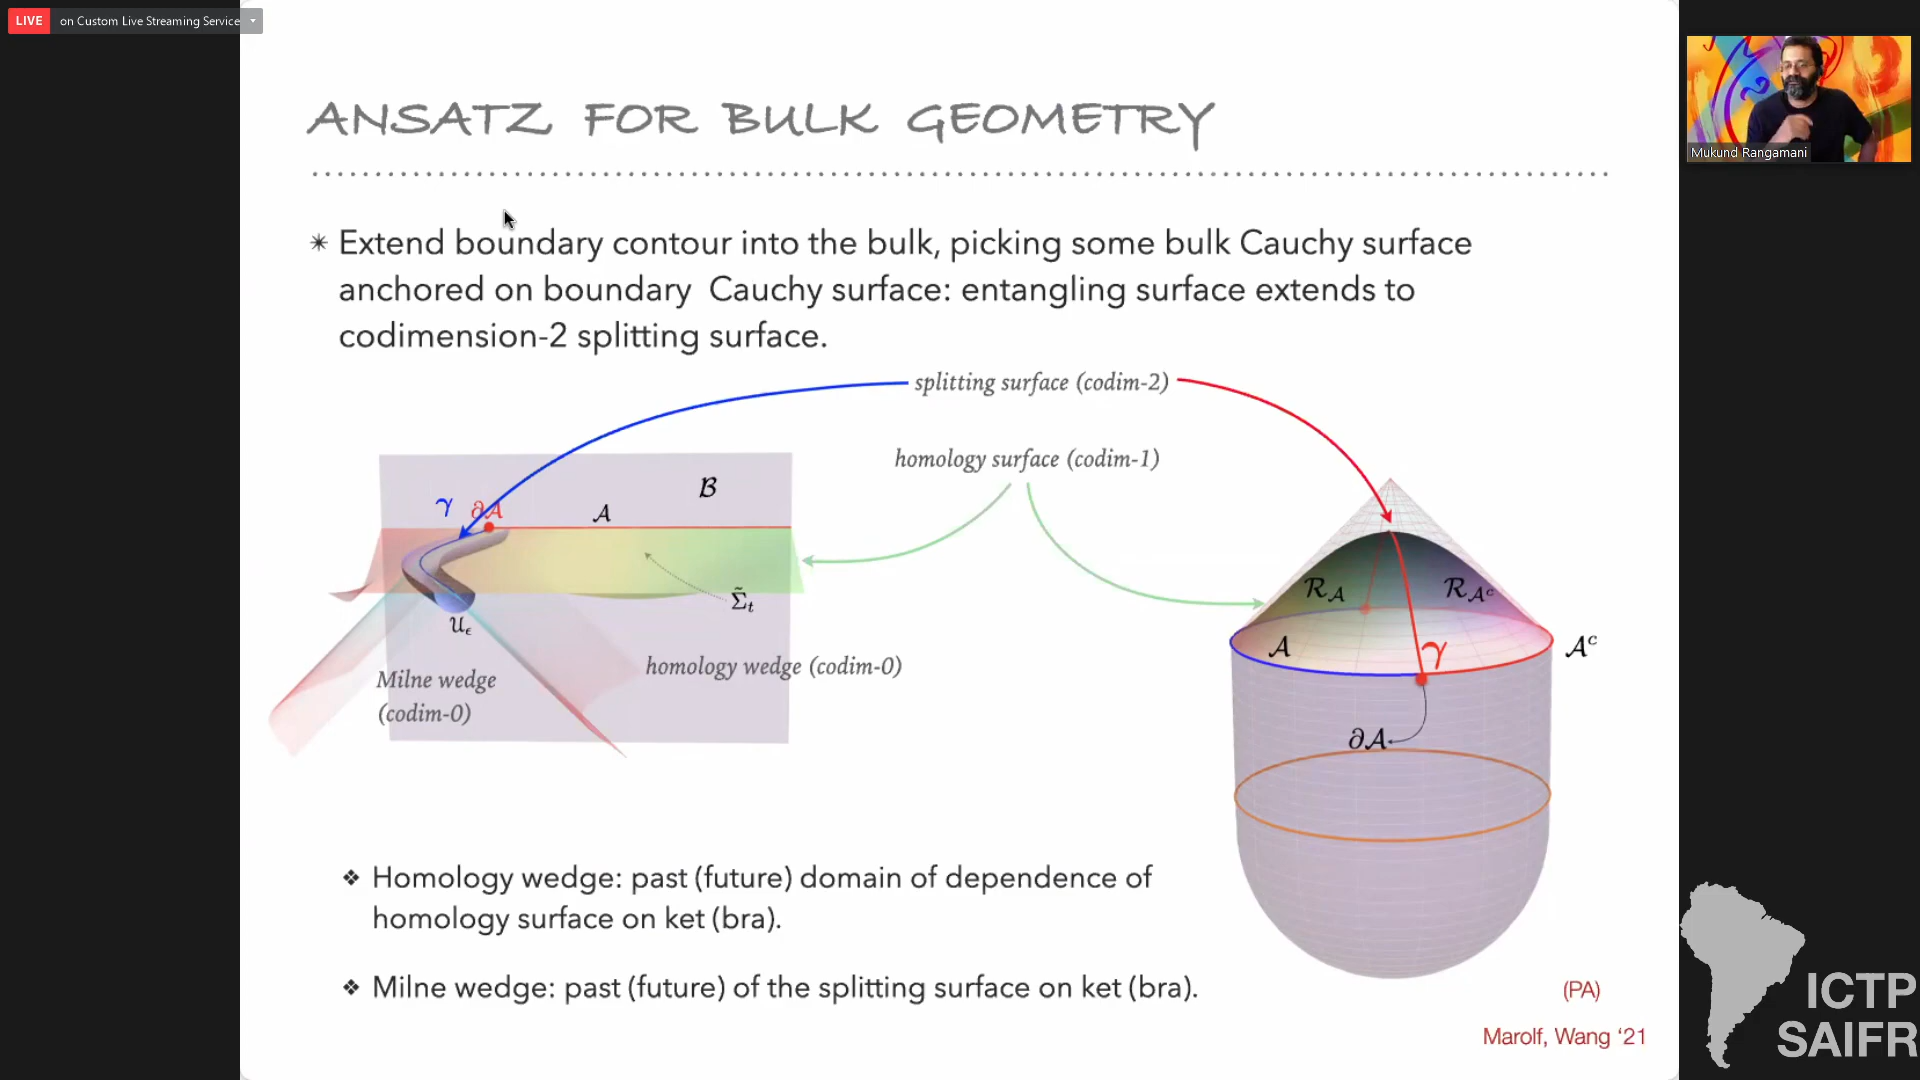 LIVE on Custom Live Streaming Service
ANSATZ FOR BULK GEOMETRY
Mukund Rangamani
✴ Extend boundary contour into the bulk, picking some bulk Cauchy surface
anchored on boundary Cauchy surface: entangling surface extends to
codimension-2 splitting surface.
splitting surface (codim-2)
homology surface (codim-1)
ℬ
γ ∂𝒜 𝒜
Σ̃ₜ
𝒰_ϵ
homology wedge (codim-0)
Milne wedge
(codim-0)
ℛ_𝒜 ℛ_𝒜ᶜ
𝒜 γ 𝒜ᶜ
∂𝒜
❖ Homology wedge: past (future) domain of dependence of
homology surface on ket (bra).
❖ Milne wedge: past (future) of the splitting surface on ket (bra).
(PA)
Marolf, Wang ‘21
ICTP
SAIFR